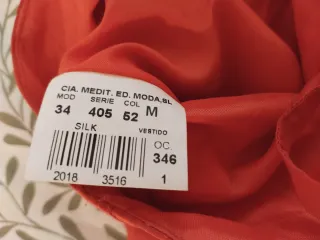 CIA. MEDIT. ED. MODA,SL
MOD SERIE COL
34 405 52 M
SILK VESTIDO
OC.
346
2018 3516 1